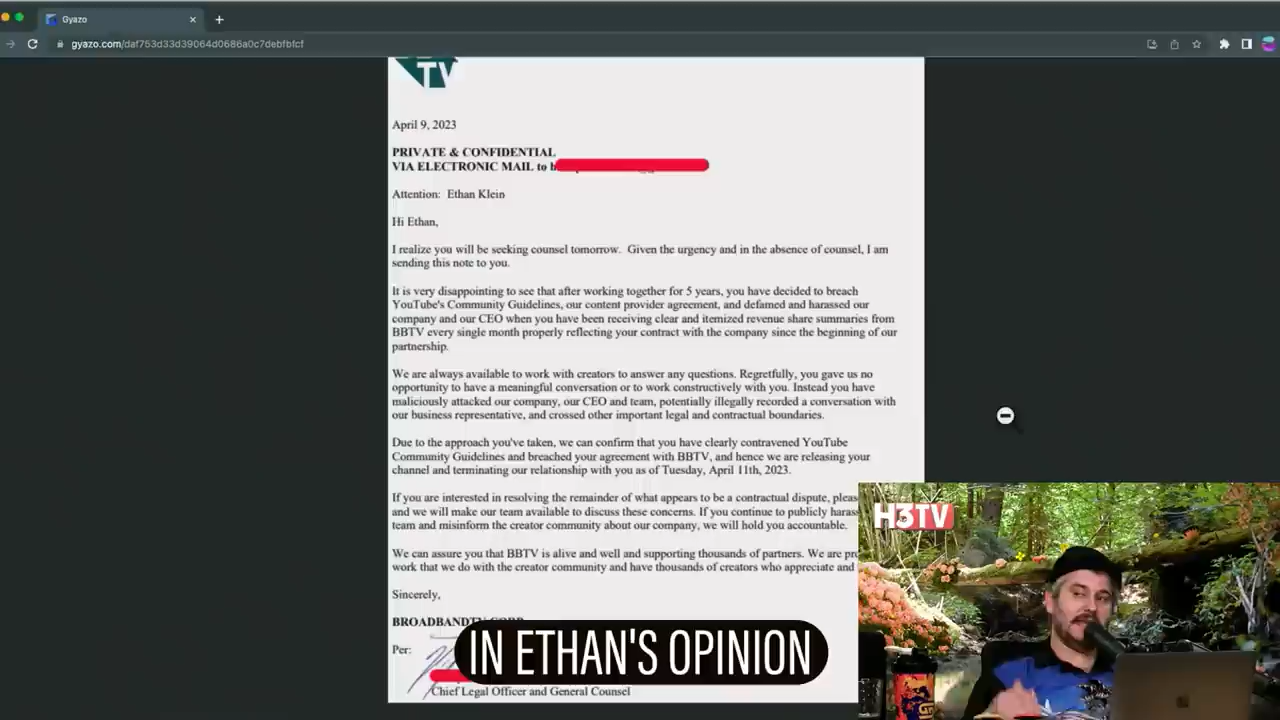 Gyazo
gyazo.com/daf753d33d39064d0686a0c7debfbfcf
TV
April 9, 2023
PRIVATE & CONFIDENTIAL
VIA ELECTRONIC MAIL to
Attention: Ethan Klein
Hi Ethan,
I realize you will be seeking counsel tomorrow. Given the urgency and in the absence of counsel, I am
sending this note to you.
It is very disappointing to see that after working together for 5 years, you have decided to breach
YouTube's Community Guidelines, our content provider agreement, and defamed and harassed our
company and our CEO when you have been receiving clear and itemized revenue share summaries from
BBTV every single month properly reflecting your contract with the company since the beginning of our
partnership.
We are always available to work with creators to answer any questions. Regretfully, you gave us no
opportunity to have a meaningful conversation or to work constructively with you. Instead you have
maliciously attacked our company, our CEO and team, potentially illegally recorded a conversation with
our business representative, and crossed other important legal and contractual boundaries.
Due to the approach you've taken, we can confirm that you have clearly contravened YouTube
Community Guidelines and breached your agreement with BBTV, and hence we are releasing your
channel and terminating our relationship with you as of Tuesday, April 11th, 2023.
If you are interested in resolving the remainder of what appears to be a contractual dispute,
and we will make our team available to discuss these concerns. If you continue to publicly
team and misinform the creator community about our company, we will hold you accountable.
We can assure you that BBTV is alive and well and supporting thousands of partners. We are
work that we do with the creator community and have thousands of creators who appreciate and
Sincerely,
BROADBANDTV CORP
Per:
Chief Legal Officer and General Counsel
H3TV
IN ETHAN'S OPINION